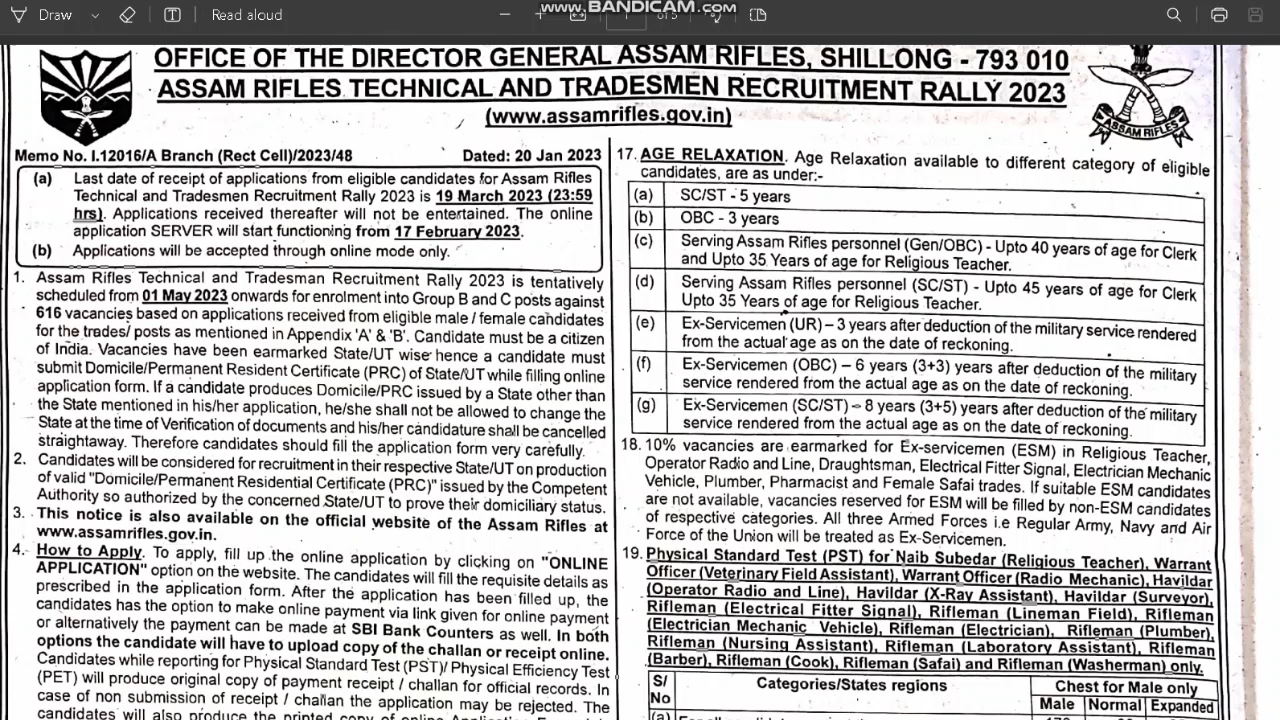 Draw
Read aloud
www.BANDICAM.com
1
of 5
OFFICE OF THE DIRECTOR GENERAL ASSAM RIFLES, SHILLONG - 793 010
ASSAM RIFLES TECHNICAL AND TRADESMEN RECRUITMENT RALLY 2023
(www.assamrifles.gov.in)
ASSAM RIFLES
Memo No. I.12016/A Branch (Rect Cell)/2023/48 Dated: 20 Jan 2023
(a) Last date of receipt of applications from eligible candidates for Assam Rifles
Technical and Tradesmen Recruitment Rally 2023 is 19 March 2023 (23:59
hrs). Applications received thereafter will not be entertained. The online
application SERVER will start functioning from 17 February 2023.
(b) Applications will be accepted through online mode only.
1. Assam Rifles Technical and Tradesman Recruitment Rally 2023 is tentatively
scheduled from 01 May 2023 onwards for enrolment into Group B and C posts against
616 vacancies based on applications received from eligible male / female candidates
for the trades/ posts as mentioned in Appendix 'A' & 'B'. Candidate must be a citizen
of India. Vacancies have been earmarked State/UT wise hence a candidate must
submit Domicile/Permanent Resident Certificate (PRC) of State/UT while filling online
application form. If a candidate produces Domicile/PRC issued by a State other than
the State mentioned in his/her application, he/she shall not be allowed to change the
State at the time of Verification of documents and his/her candidature shall be cancelled
straightaway. Therefore candidates should fill the application form very carefully.
2. Candidates will be considered for recruitment in their respective State/UT on production
of valid "Domicile/Permanent Residential Certificate (PRC)" issued by the Competent
Authority so authorized by the concerned State/UT to prove their domiciliary status.
3. This notice is also available on the official website of the Assam Rifles at
www.assamrifles.gov.in.
4. How to Apply. To apply, fill up the online application by clicking on "ONLINE
APPLICATION" option on the website. The candidates will fill the requisite details as
prescribed in the application form. After the application has been filled up, the
candidates has the option to make online payment via link given for online payment
or alternatively the payment can be made at SBI Bank Counters as well. In both
options the candidate will have to upload copy of the challan or receipt online.
Candidates while reporting for Physical Standard Test (PST)/ Physical Efficiency Test
(PET) will produce original copy of payment receipt / challan for official records. In
case of non submission of receipt / challan the application may be rejected. The
candidates will also produce the printed copy of online Application
17. AGE RELAXATION. Age Relaxation available to different category of eligible
candidates, are as under:-
(a) SC/ST - 5 years
(b) OBC - 3 years
(c) Serving Assam Rifles personnel (Gen/OBC) - Upto 40 years of age for Clerk
and Upto 35 Years of age for Religious Teacher.
(d) Serving Assam Rifles personnel (SC/ST) - Upto 45 years of age for Clerk
Upto 35 Years of age for Religious Teacher.
(e) Ex-Servicemen (UR) – 3 years after deduction of the military service rendered
from the actual age as on the date of reckoning.
(f) Ex-Servicemen (OBC) – 6 years (3+3) years after deduction of the military
service rendered from the actual age as on the date of reckoning.
(g) Ex-Servicemen (SC/ST) – 8 years (3+5) years after deduction of the military
service rendered from the actual age as on the date of reckoning.
18. 10% vacancies are earmarked for Ex-servicemen (ESM) in Religious Teacher,
Operator Radio and Line, Draughtsman, Electrical Fitter Signal, Electrician Mechanic
Vehicle, Plumber, Pharmacist and Female Safai trades. If suitable ESM candidates
are not available, vacancies reserved for ESM will be filled by non-ESM candidates
of respective categories. All three Armed Forces i.e Regular Army, Navy and Air
Force of the Union will be treated as Ex-Servicemen.
19. Physical Standard Test (PST) for Naib Subedar (Religious Teacher), Warrant
Officer (Veterinary Field Assistant), Warrant Officer (Radio Mechanic), Havildar
(Operator Radio and Line), Havildar (X-Ray Assistant), Havildar (Surveyor),
Rifleman (Electrical Fitter Signal), Rifleman (Lineman Field), Rifleman
(Electrician Mechanic Vehicle), Rifleman (Electrician), Rifleman (Plumber),
Rifleman (Nursing Assistant), Rifleman (Laboratory Assistant), Rifleman
(Barber), Rifleman (Cook), Rifleman (Safai) and Rifleman (Washerman) only.
S/ No Categories/States regions Chest for Male only
Male Normal Expanded